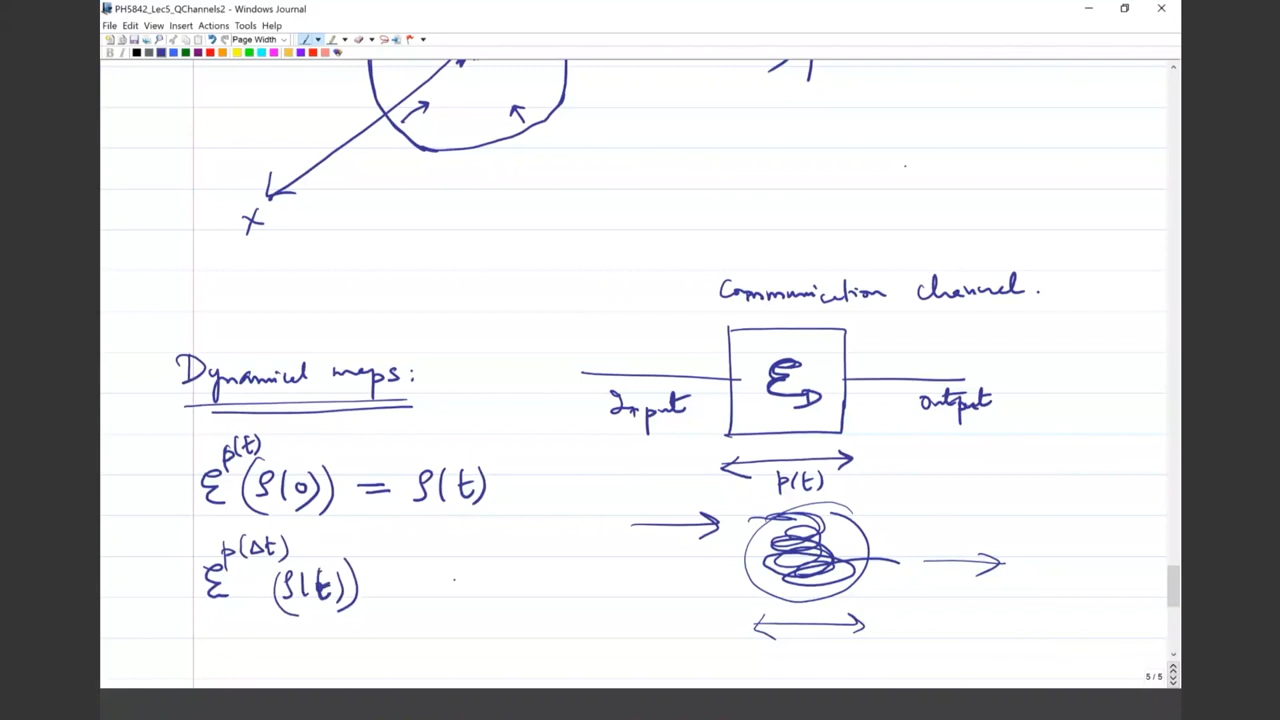 PH5842_Lec5_QChannels2 - Windows Journal
File Edit View Insert Actions Tools Help
Page Width
B I
X
Communication channel.
Dynamical maps:
Input
ℰ_D
Output
ℰ^{p(t)} (ρ(0)) = ρ(t)
p(t)
ℰ^{p(Δt)} (ρ(t))
5 / 5